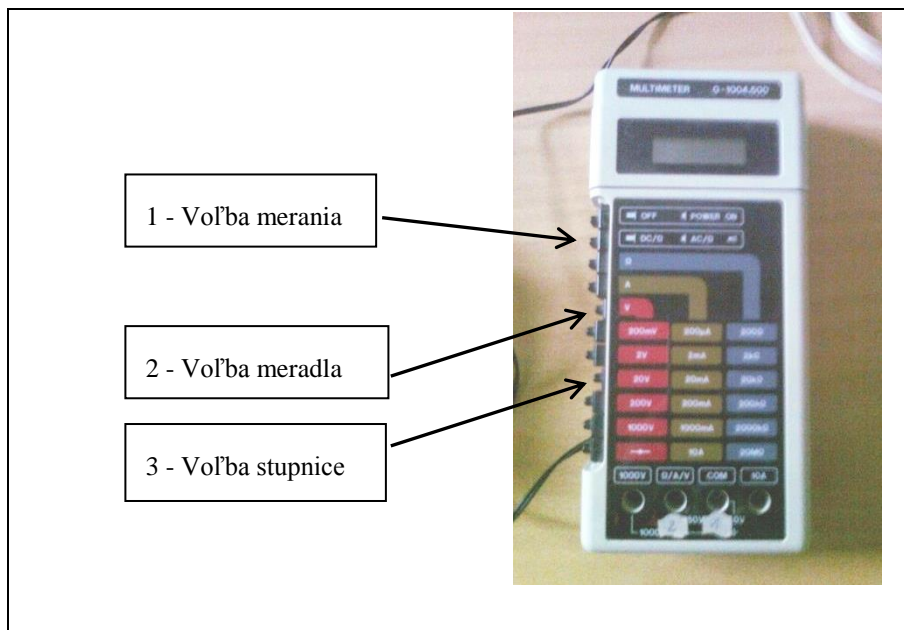 1 - Voľba merania
2 - Voľba meradla
3 - Voľba stupnice
MULTIMETER
OFF POWER ON
DC/Ω AC/Ω
Ω
A
V
200mV 200µA 200Ω
2V 2mA 2kΩ
20V 20mA 20kΩ
200V 200mA 200kΩ
1000V 1000mA 2000kΩ
10A 20MΩ
1000V Ω/A/V COM 10A